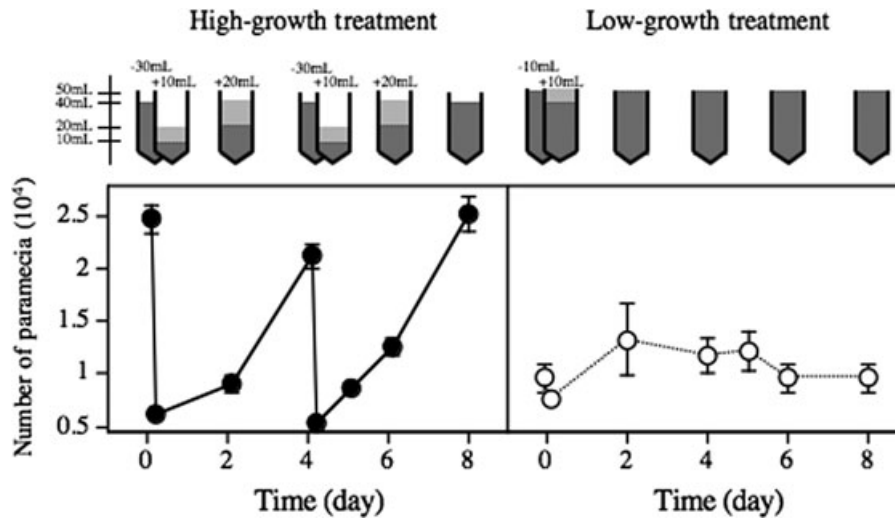 High-growth treatment Low-growth treatment
-30mL -30mL -10mL
+10mL +20mL +10mL +20mL +10mL
50mL
40mL
20mL
10mL
Number of paramecia (10⁴)
2.5
2
1.5
1
0.5
0 2 4 6 8 0 2 4 6 8
Time (day) Time (day)